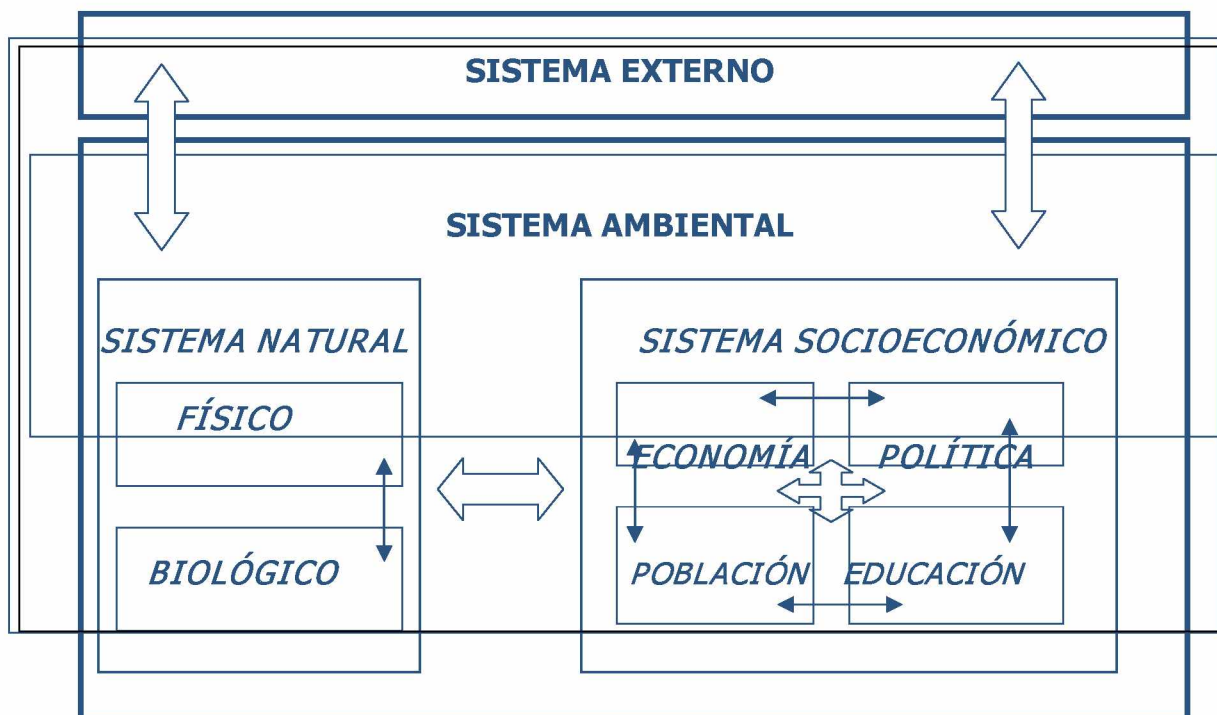 SISTEMA EXTERNO
SISTEMA AMBIENTAL
SISTEMA NATURAL
FÍSICO
BIOLÓGICO
SISTEMA SOCIOECONÓMICO
ECONOMÍA
POLÍTICA
POBLACIÓN
EDUCACIÓN